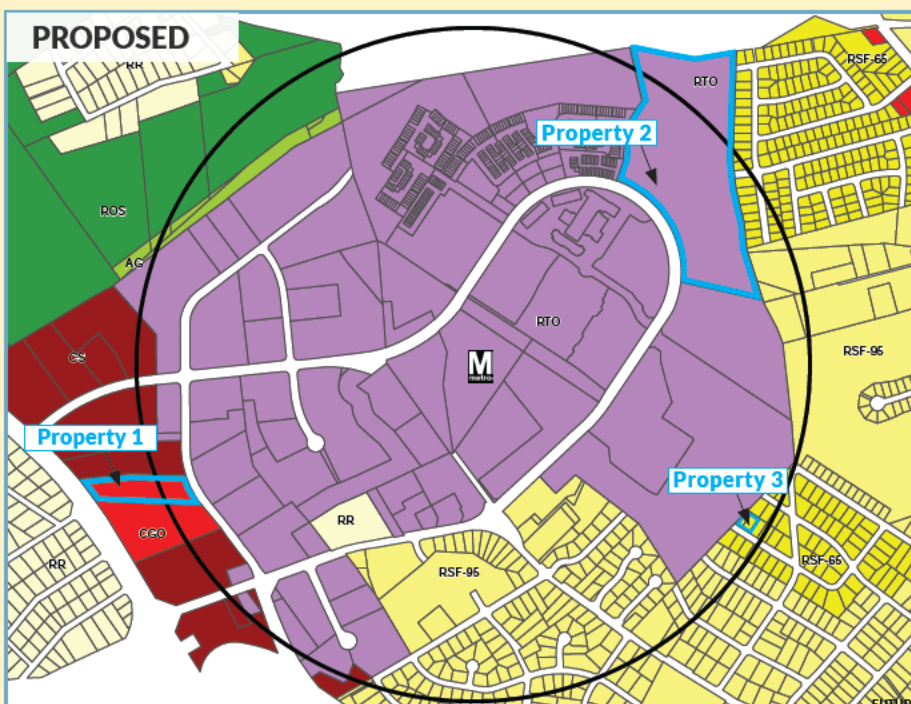 PROPOSED
RR
RSF-65
RTO
Property 2
ROS
AG
RTO
CS
M
metro
RSF-95
Property 1
Property 3
RR
CGO
RR
RSF-95
RSF-65